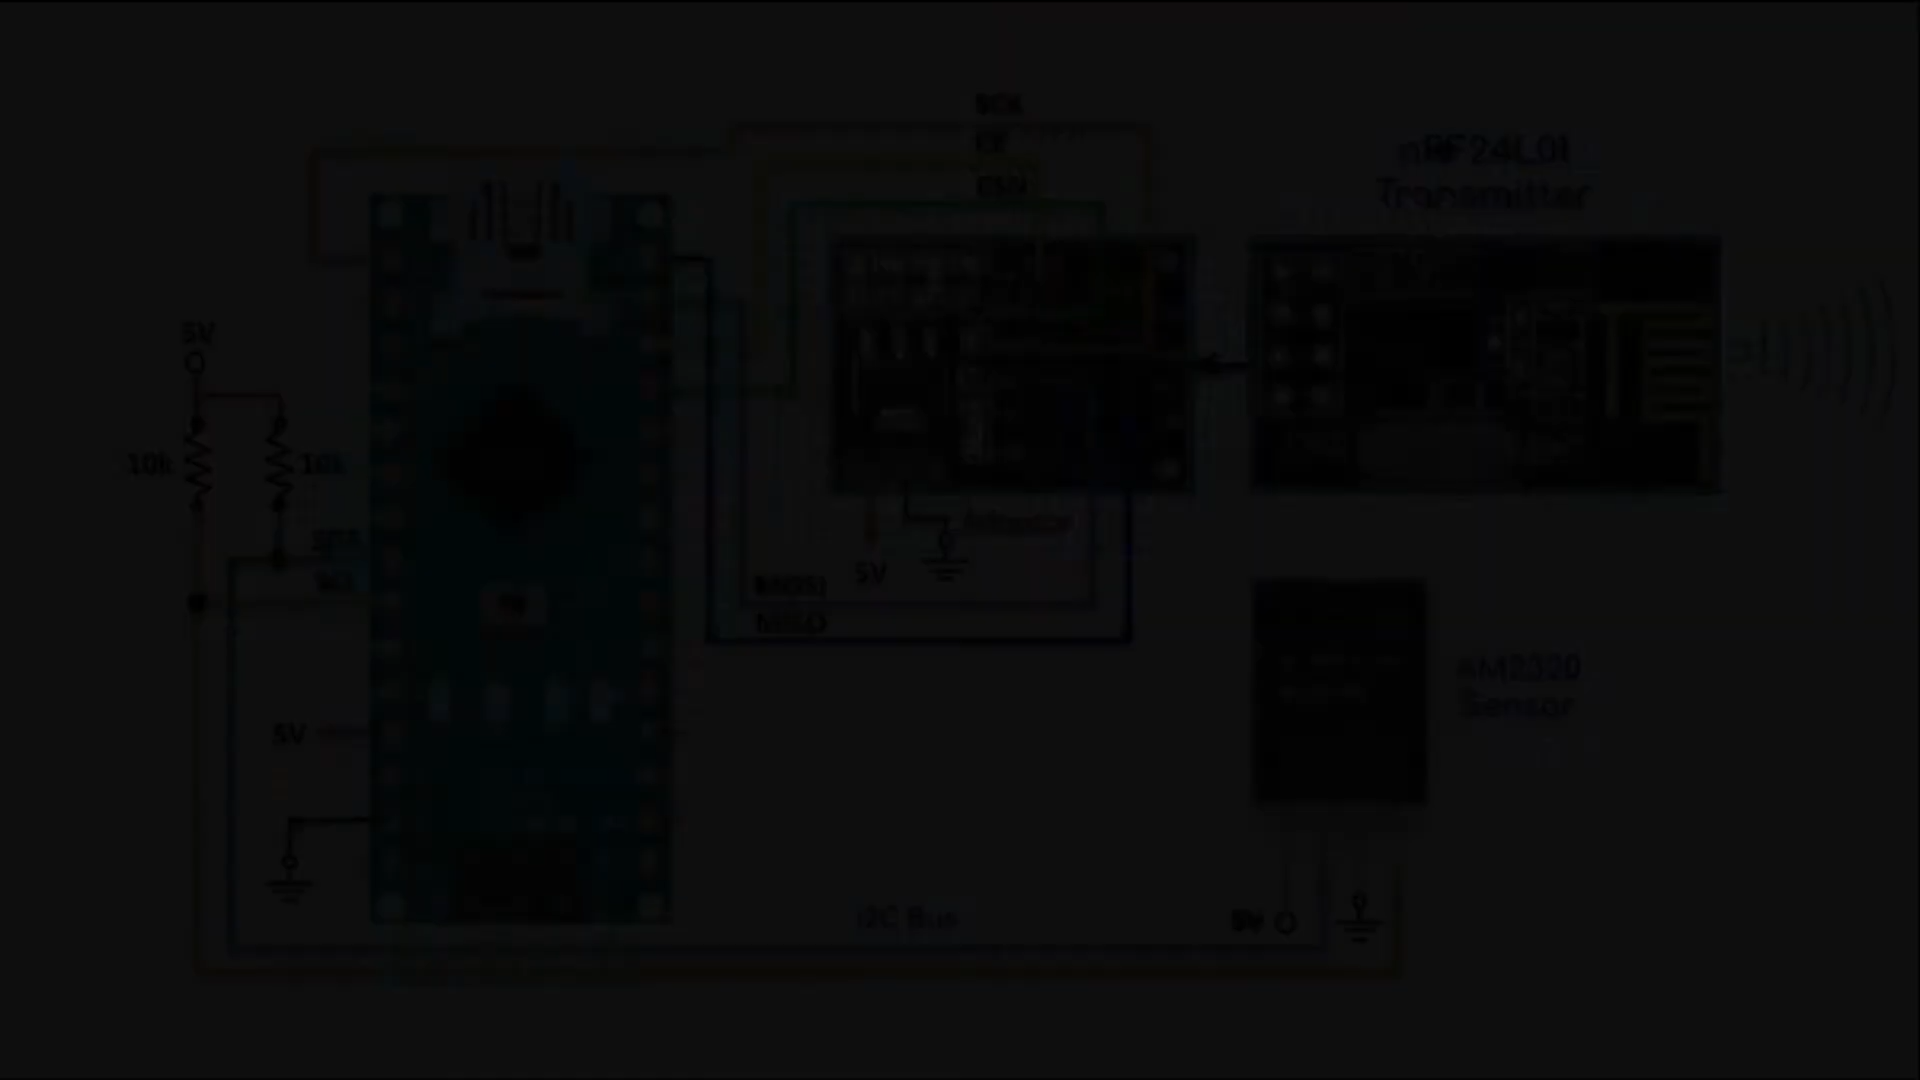 SCK
CE
CSN
nRF24L01
Transmitter
5V
10k
10k
SDA
SCL
Adapter
5V
MOSI
MISO
AM2320
Sensor
5V
I2C Bus
5V